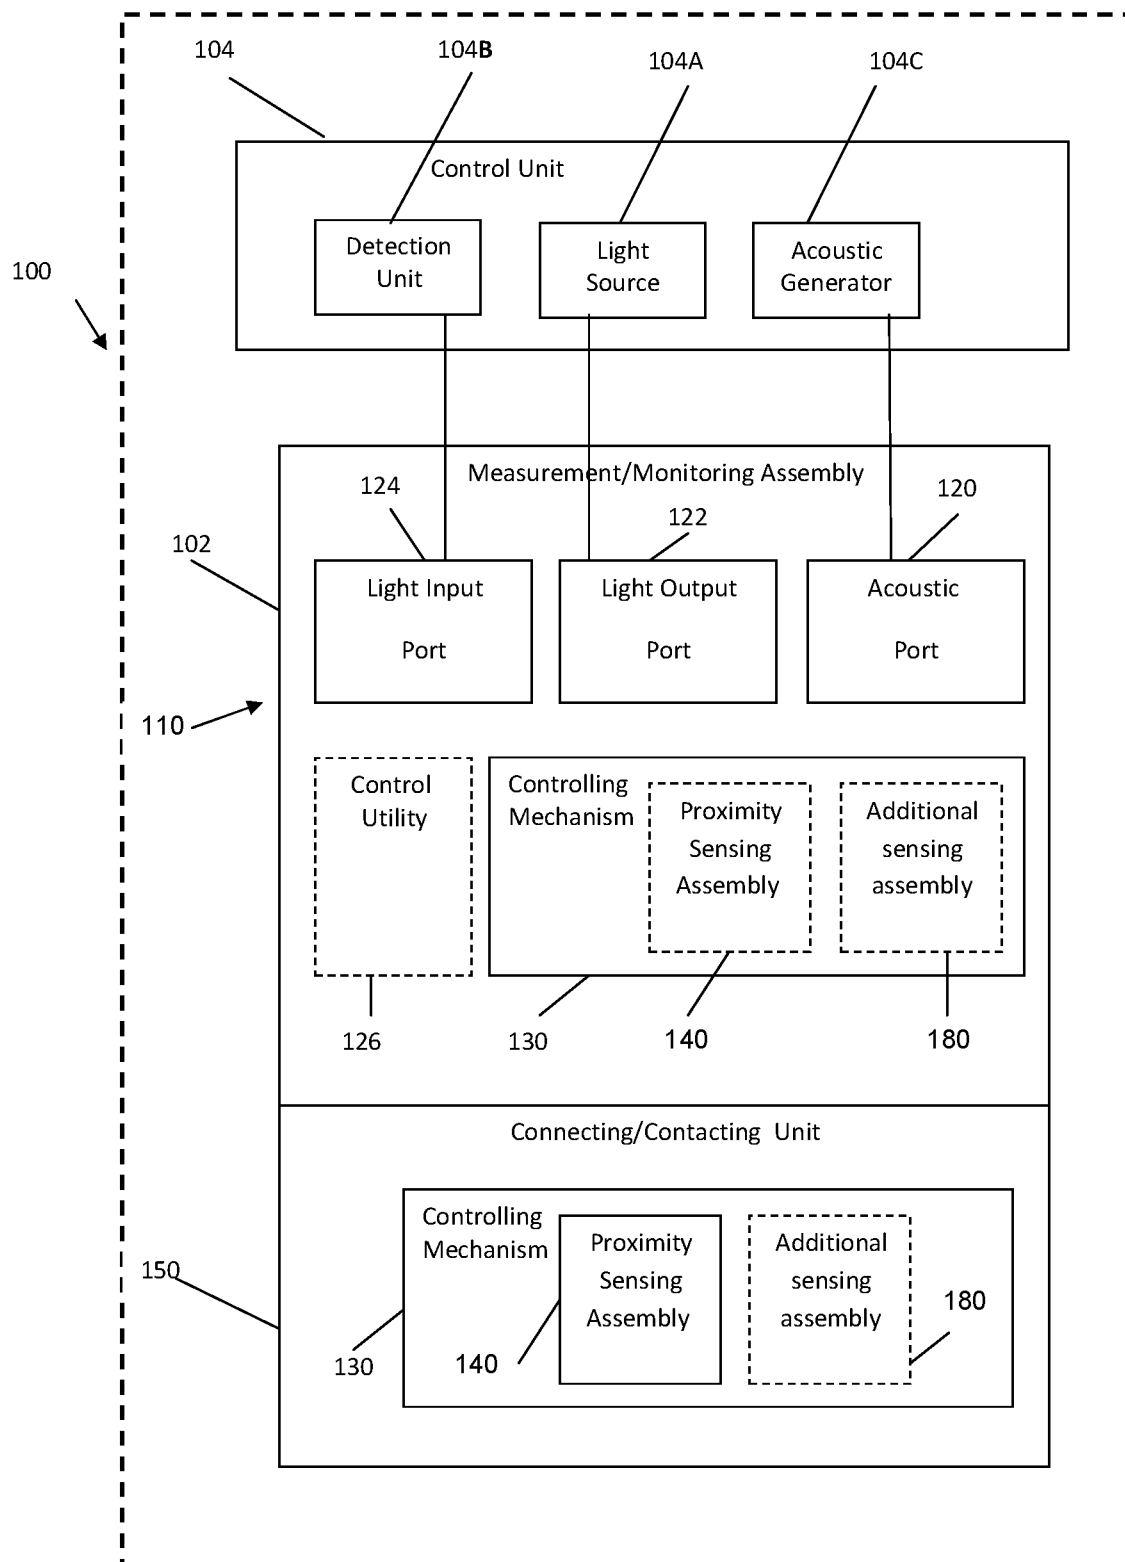 104
104B
104A
104C
Control Unit
Detection
Unit
Light
Source
Acoustic
Generator
100
Measurement/Monitoring Assembly
124
122
120
102
Light Input
Port
Light Output
Port
Acoustic
Port
110
Control
Utility
Controlling
Mechanism
Proximity
Sensing
Assembly
Additional
sensing
assembly
126
130
140
180
Connecting/Contacting Unit
150
Controlling
Mechanism
Proximity
Sensing
Assembly
Additional
sensing
assembly
130
140
180